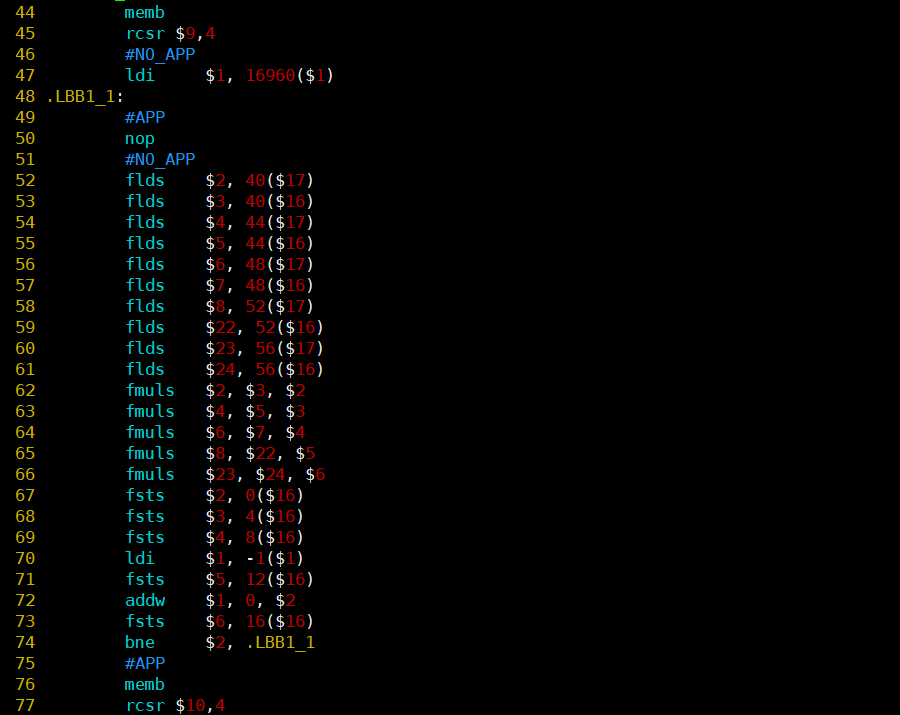 44 memb
45 rcsr $9,4
46 #NO_APP
47 ldi $1, 16960($1)
48 .LBB1_1:
49 #APP
50 nop
51 #NO_APP
52 flds $2, 40($17)
53 flds $3, 40($16)
54 flds $4, 44($17)
55 flds $5, 44($16)
56 flds $6, 48($17)
57 flds $7, 48($16)
58 flds $8, 52($17)
59 flds $22, 52($16)
60 flds $23, 56($17)
61 flds $24, 56($16)
62 fmuls $2, $3, $2
63 fmuls $4, $5, $3
64 fmuls $6, $7, $4
65 fmuls $8, $22, $5
66 fmuls $23, $24, $6
67 fsts $2, 0($16)
68 fsts $3, 4($16)
69 fsts $4, 8($16)
70 ldi $1, -1($1)
71 fsts $5, 12($16)
72 addw $1, 0, $2
73 fsts $6, 16($16)
74 bne $2, .LBB1_1
75 #APP
76 memb
77 rcsr $10,4